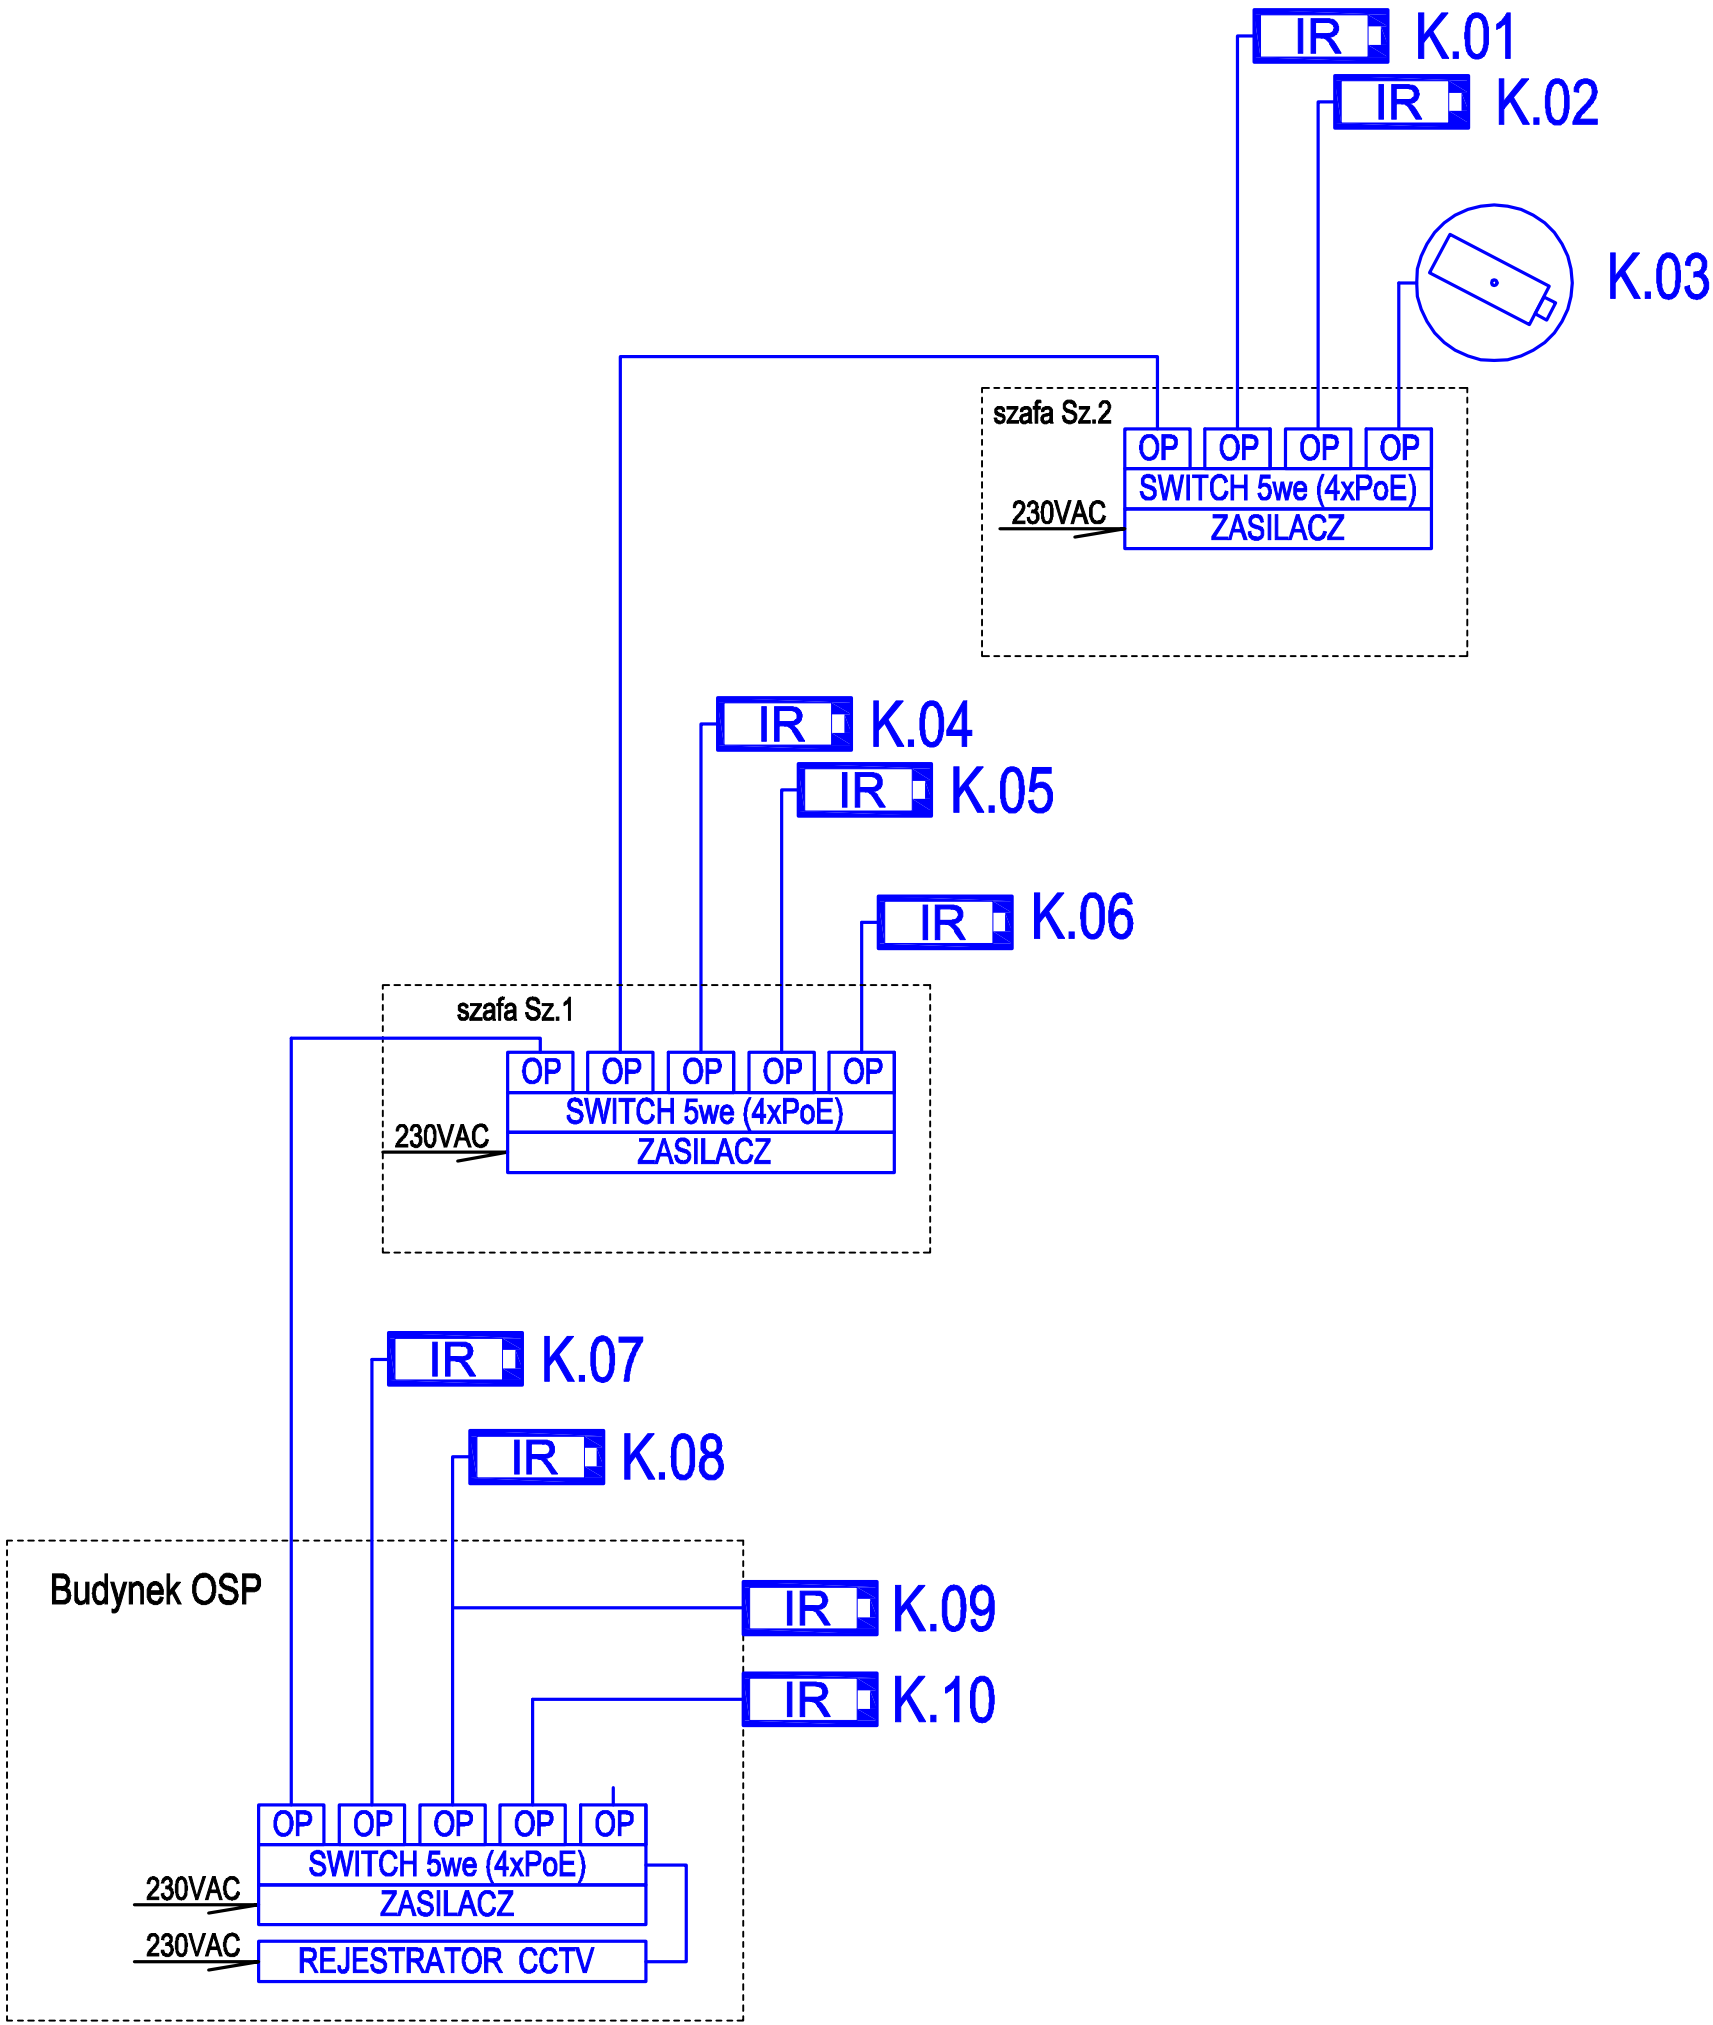 IR K.01
IR K.02
K.03
szafa Sz.2
OP OP OP OP
SWITCH 5we (4xPoE)
230VAC
ZASILACZ
IR K.04
IR K.05
IR K.06
szafa Sz.1
OP OP OP OP OP
SWITCH 5we (4xPoE)
230VAC
ZASILACZ
IR K.07
IR K.08
Budynek OSP
IR K.09
IR K.10
OP OP OP OP OP
SWITCH 5we (4xPoE)
230VAC
ZASILACZ
230VAC
REJESTRATOR CCTV